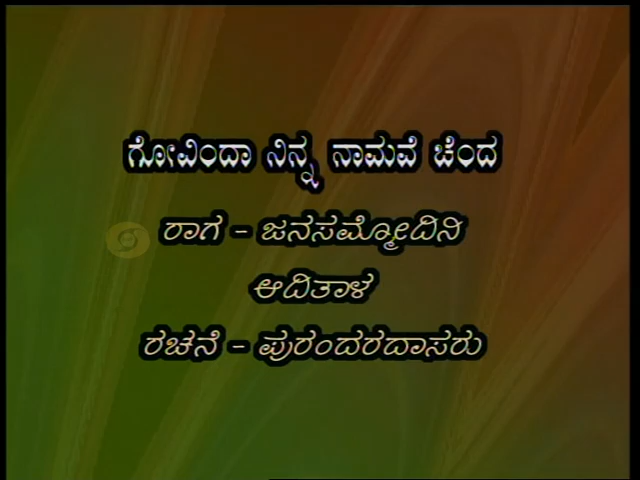 ಗೋವಿಂದಾ ನಿನ್ನ ನಾಮವೆ ಚೆಂದ
ರಾಗ - ಜನಸಮ್ಮೋದಿನಿ
ಆದಿತಾಳ
ರಚನೆ - ಪುರಂದರದಾಸರು